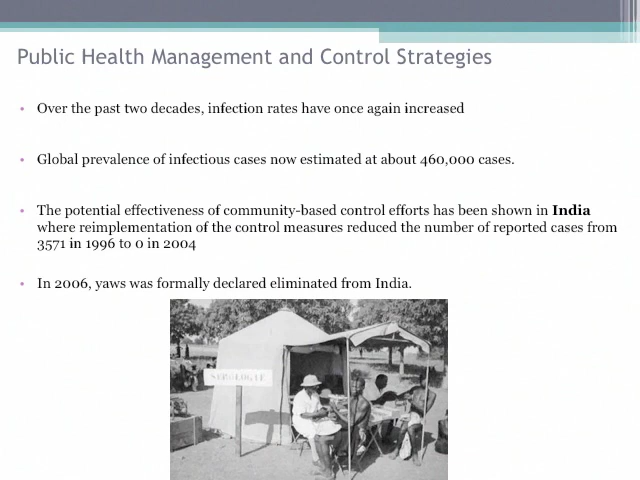 Public Health Management and Control Strategies
• Over the past two decades, infection rates have once again increased
• Global prevalence of infectious cases now estimated at about 460,000 cases.
• The potential effectiveness of community-based control efforts has been shown in India
where reimplementation of the control measures reduced the number of reported cases from
3571 in 1996 to 0 in 2004
• In 2006, yaws was formally declared eliminated from India.
SEROLOGIE